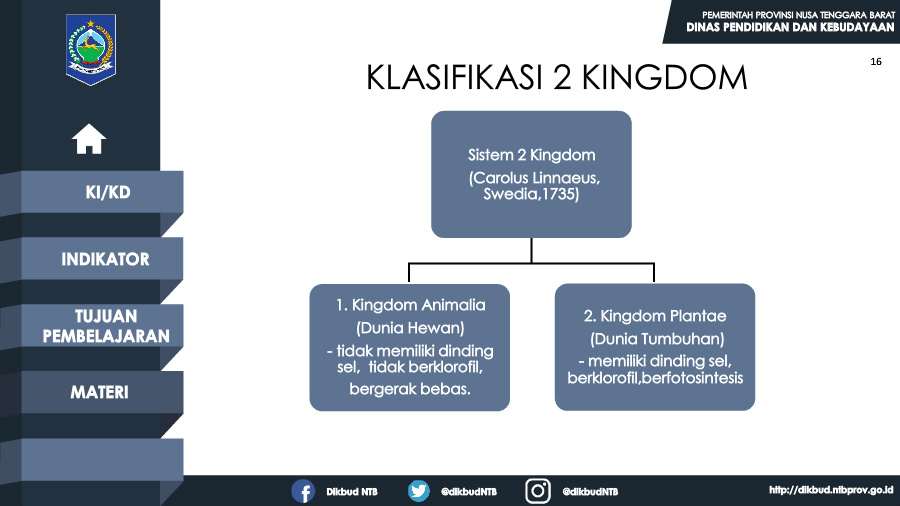 PEMERINTAH PROVINSI NUSA TENGGARA BARAT
DINAS PENDIDIKAN DAN KEBUDAYAAN
16
KLASIFIKASI 2 KINGDOM
KI/KD
INDIKATOR
TUJUAN
PEMBELAJARAN
MATERI
Sistem 2 Kingdom
(Carolus Linnaeus,
Swedia,1735)
1. Kingdom Animalia
(Dunia Hewan)
- tidak memiliki dinding
sel, tidak berklorofil,
bergerak bebas.
2. Kingdom Plantae
(Dunia Tumbuhan)
- memiliki dinding sel,
berklorofil,berfotosintesis
Dikbud NTB
@dikbudNTB
@dikbudNTB
http://dikbud.ntbprov.go.id